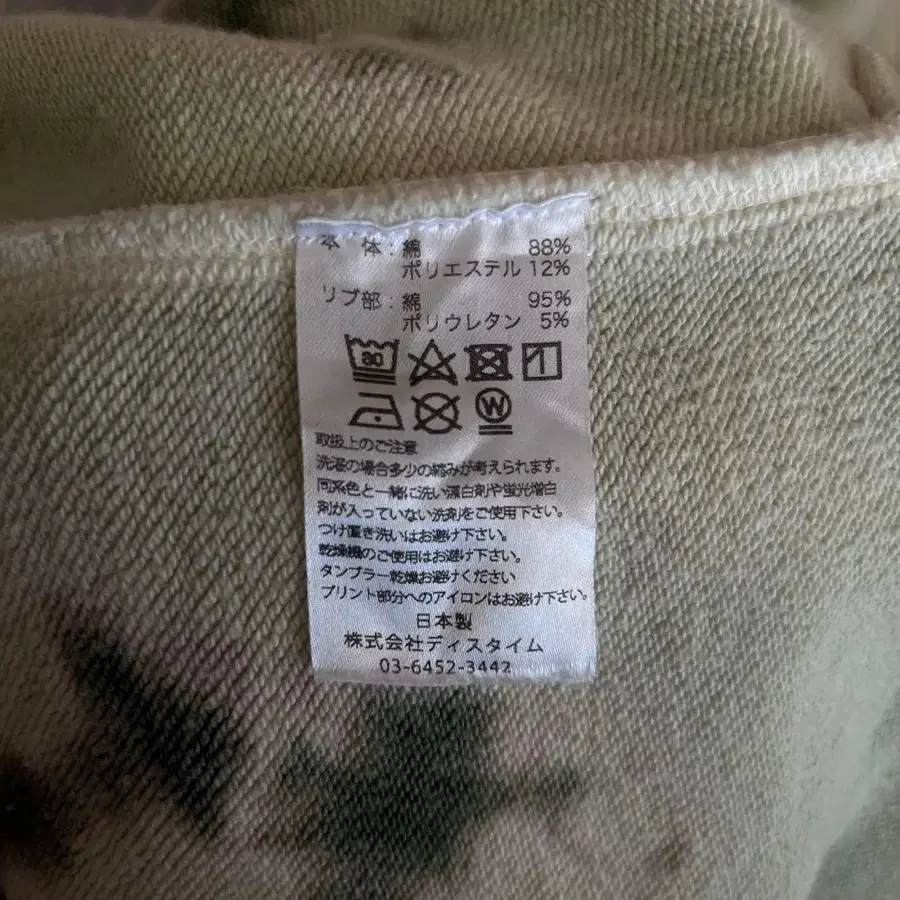 本 体:綿 88%
ポリエステル 12%
リブ部:綿 95%
ポリウレタン 5%
30
W
取扱上のご注意
洗濯の場合多少の縮みが考えられます。
同系色と一緒に洗い漂白剤や蛍光増白
剤が入っていない洗剤をご使用下さい。
つけ置き洗いはお避け下さい。
乾燥機のご使用はお避け下さい。
タンブラー乾燥お避けください
プリント部分へのアイロンはお避け下さい。
日本製
株式会社ディスタイム
03-6452-3442